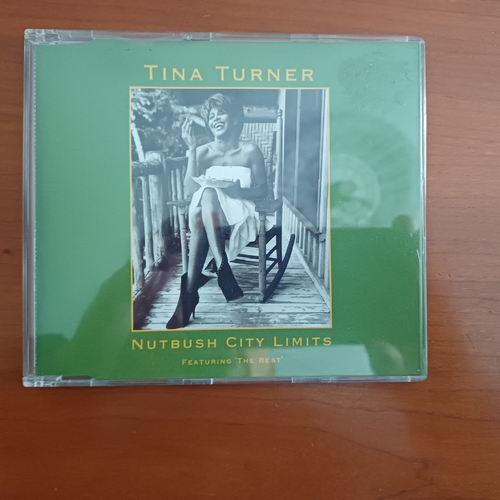 TINA TURNER
NUTBUSH CITY LIMITS
FEATURING 'THE BEST'